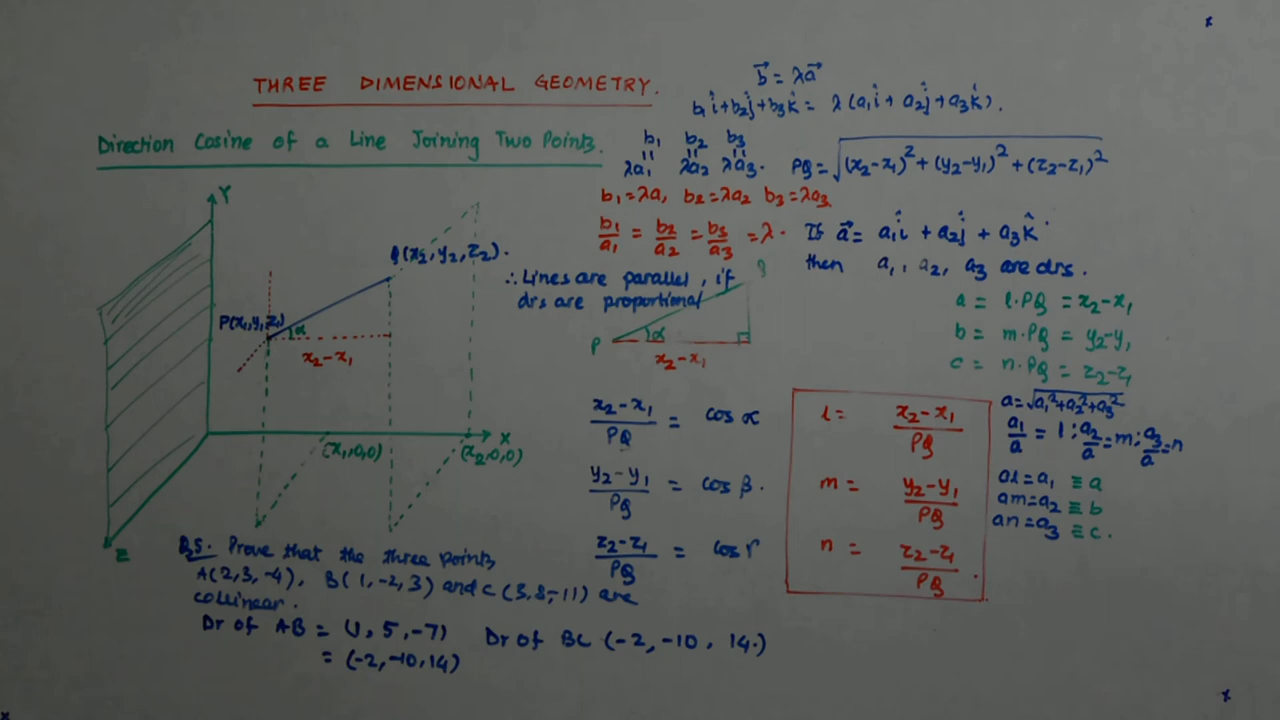 THREE DIMENSIONAL GEOMETRY.
Direction Cosine of a Line Joining Two Points.
b⃗ = λa⃗
b₁î + b₂ĵ + b₃k̂ = λ(a₁î + a₂ĵ + a₃k̂).
b₁ b₂ b₃
" " "
λa₁ λa₂ λa₃.
PQ = √(x₂-x₁)² + (y₂-y₁)² + (z₂-z₁)²
b₁ = λa₁ b₂ = λa₂ b₃ = λa₃
b₁/a₁ = b₂/a₂ = b₃/a₃ = λ.
∴ Lines are parallel, if
drs are proportional
If a⃗ = a₁î + a₂ĵ + a₃k̂
then a₁, a₂, a₃ are drs.
a = l·PQ = x₂-x₁
b = m·PQ = y₂-y₁
c = n·PQ = z₂-z₁
Y
Q(x₂, y₂, z₂).
P(x₁, y₁, z₁)
α
x₂-x₁
X
(x₁,0,0)
(x₂,0,0)
Z
Q
P
α
x₂-x₁
x₂-x₁/PQ = cos α
y₂-y₁/PQ = cos β.
z₂-z₁/PQ = cos r
l = x₂-x₁/PQ
m = y₂-y₁/PQ
n = z₂-z₁/PQ.
a = √a₁²+a₂²+a₃²
a₁/a = l ; a₂/a = m ; a₃/a = n
al = a₁ ≡ a
am = a₂ ≡ b
an = a₃ ≡ c.
Q5. Prove that the three points
A(2,3,-4), B(1,-2,3) and C(3,8,-11) are
collinear.
Dr of AB = (1, 5, -7) Dr of BC (-2, -10, 14.)
= (-2, -10, 14)